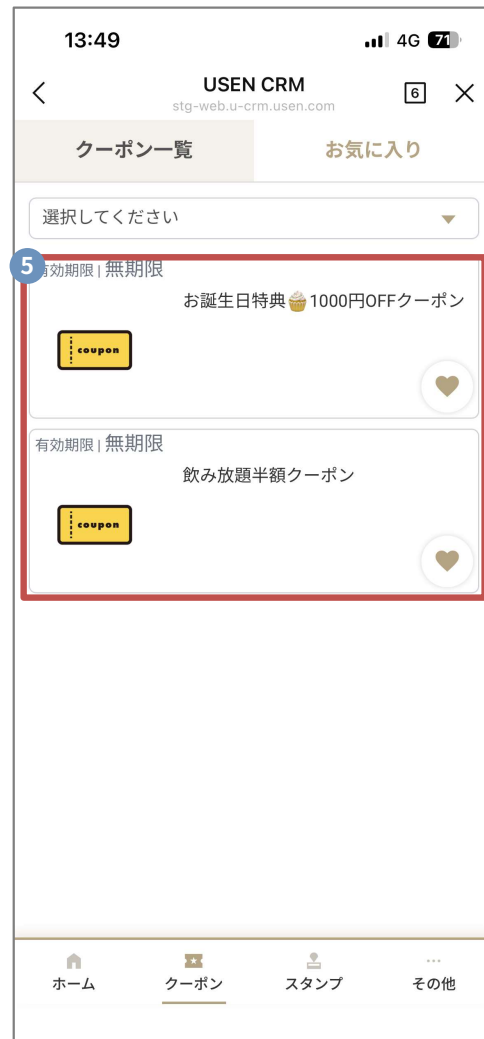 13:49
4G 71
USEN CRM
6
stg-web.u-crm.usen.com
クーポン一覧
お気に入り
選択してください
5
有効期限 | 無期限
お誕生日特典🧁1000円OFFクーポン
coupon
有効期限 | 無期限
飲み放題半額クーポン
coupon
ホーム
クーポン
スタンプ
その他